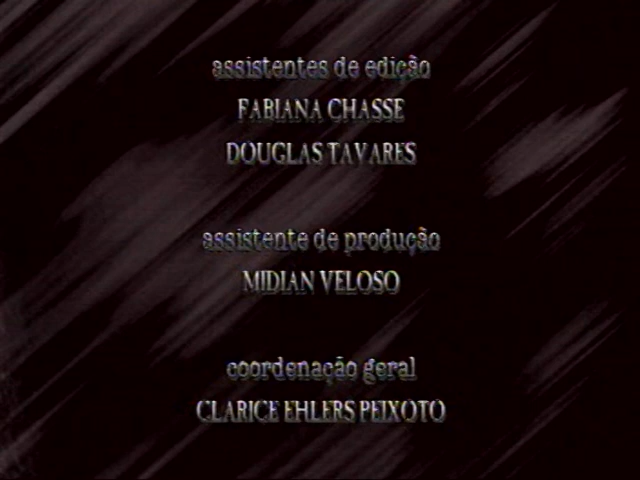 assistentes de edição
FABIANA CHASSE
DOUGLAS TAVARES
assistente de produção
MIDIAN VELOSO
coordenação geral
CLARICE EHLERS PEIXOTO